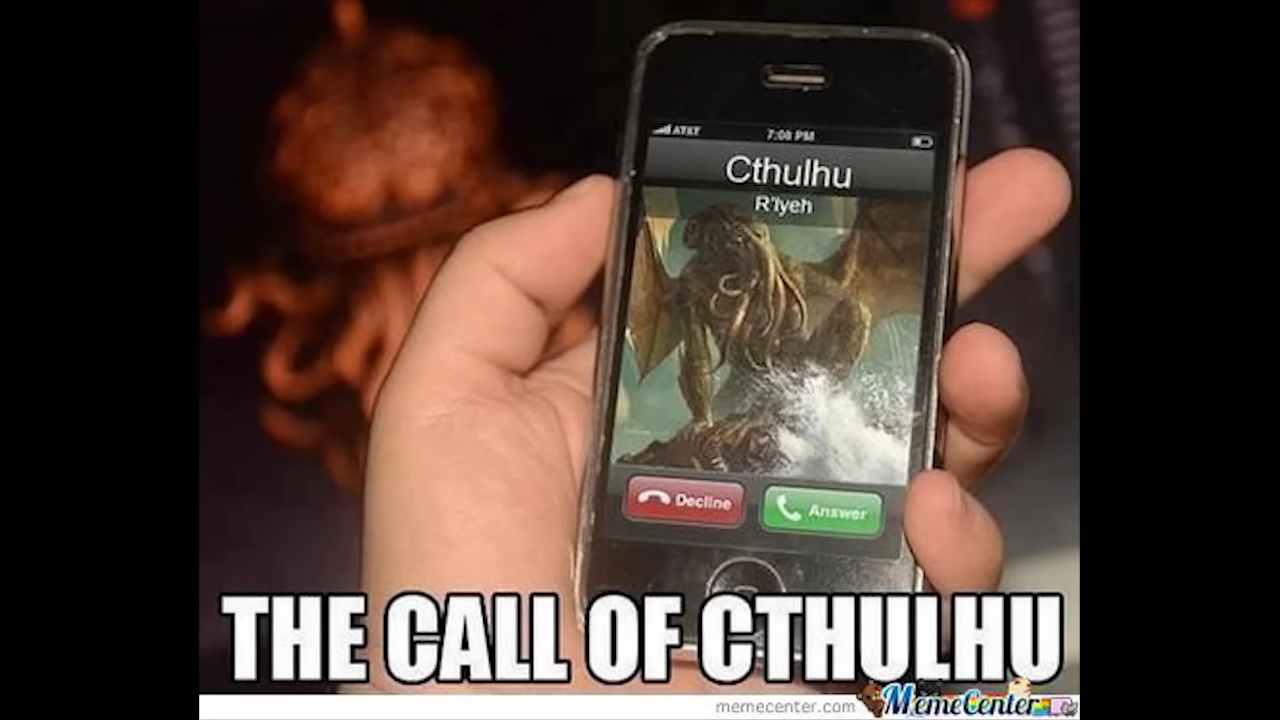 AT&T 7:08 PM
Cthulhu
R'lyeh
Decline Answer
THE CALL OF CTHULHU
memecenter.com MemeCenter